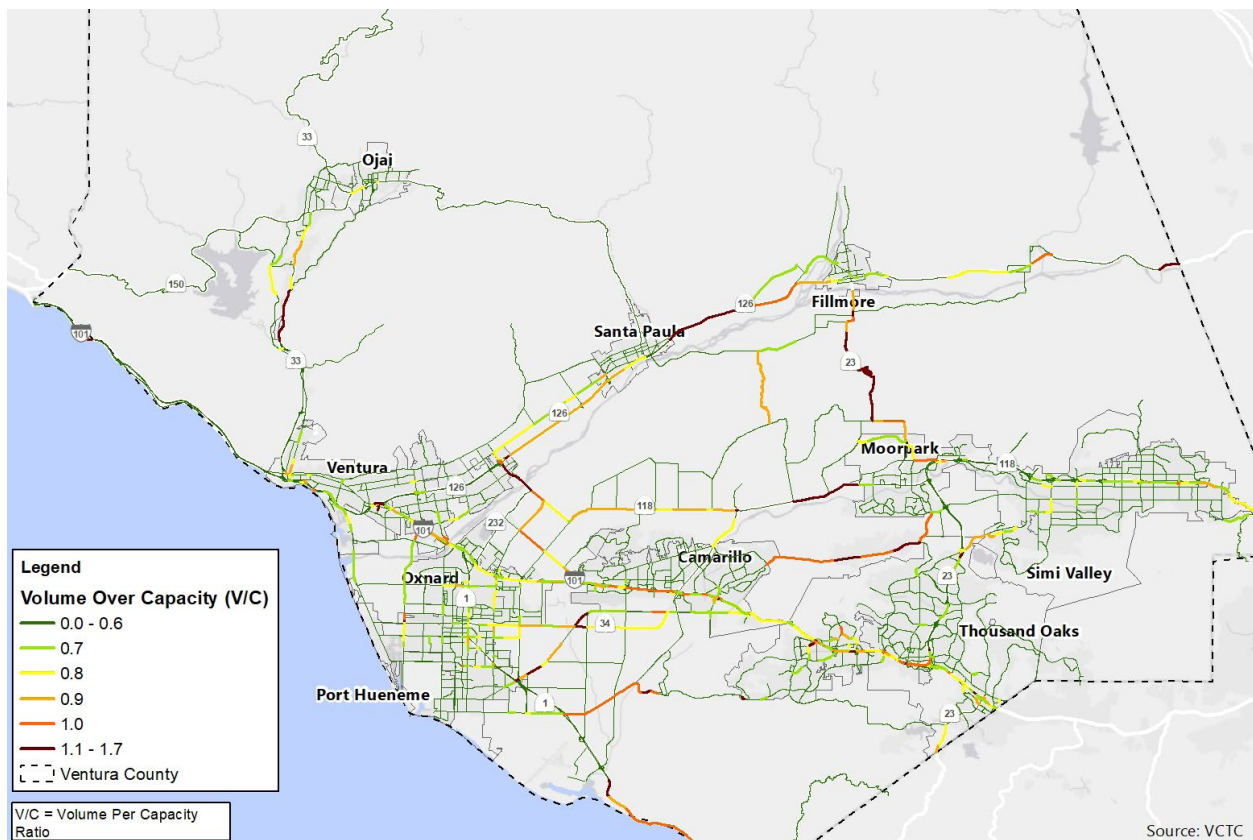 33
Ojai
150
101
33
126
Fillmore
Santa Paula
23
126
Moorpark
118
Ventura
126
118
232
101
Camarillo
101
Oxnard
1
34
23
Simi Valley
Thousand Oaks
Port Hueneme
1
23
Legend
Volume Over Capacity (V/C)
0.0 - 0.6
0.7
0.8
0.9
1.0
1.1 - 1.7
Ventura County
V/C = Volume Per Capacity
Ratio
Source: VCTC